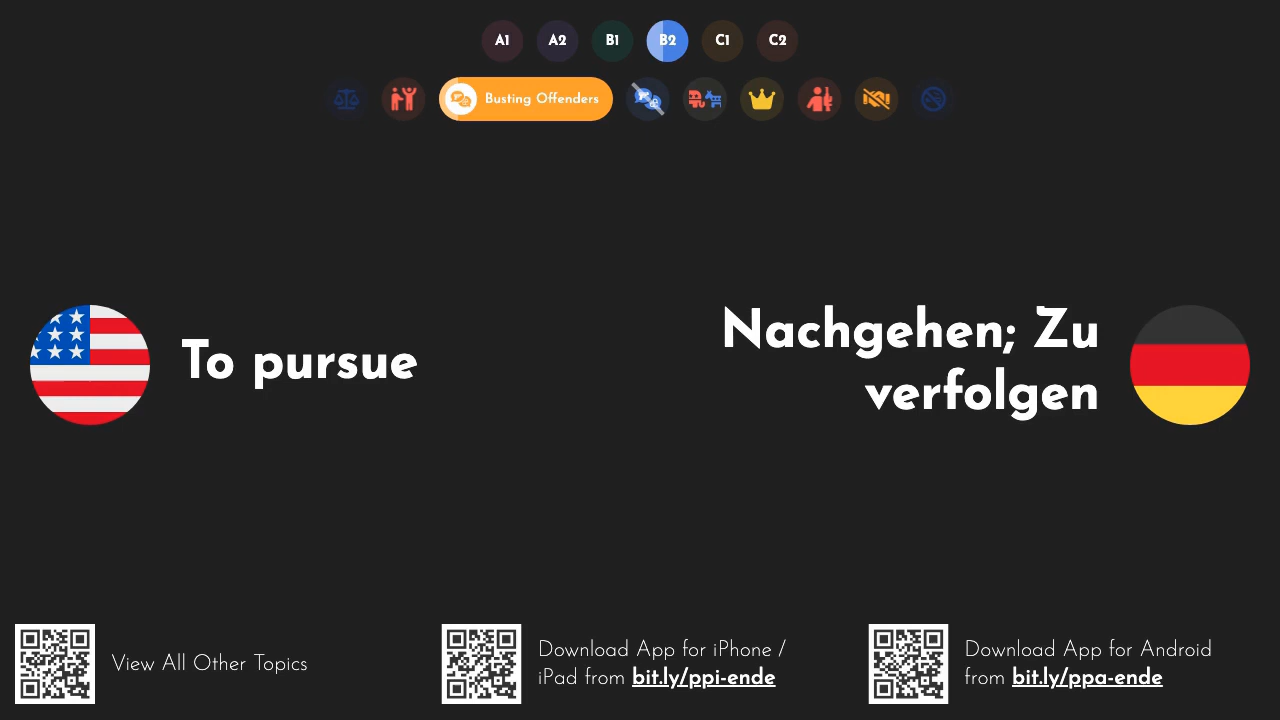 A1 A2 B1 B2 C1 C2
Busting Offenders
To pursue
Nachgehen; Zu
verfolgen
View All Other Topics
Download App for iPhone /
iPad from bit.ly/ppi-ende
Download App for Android
from bit.ly/ppa-ende